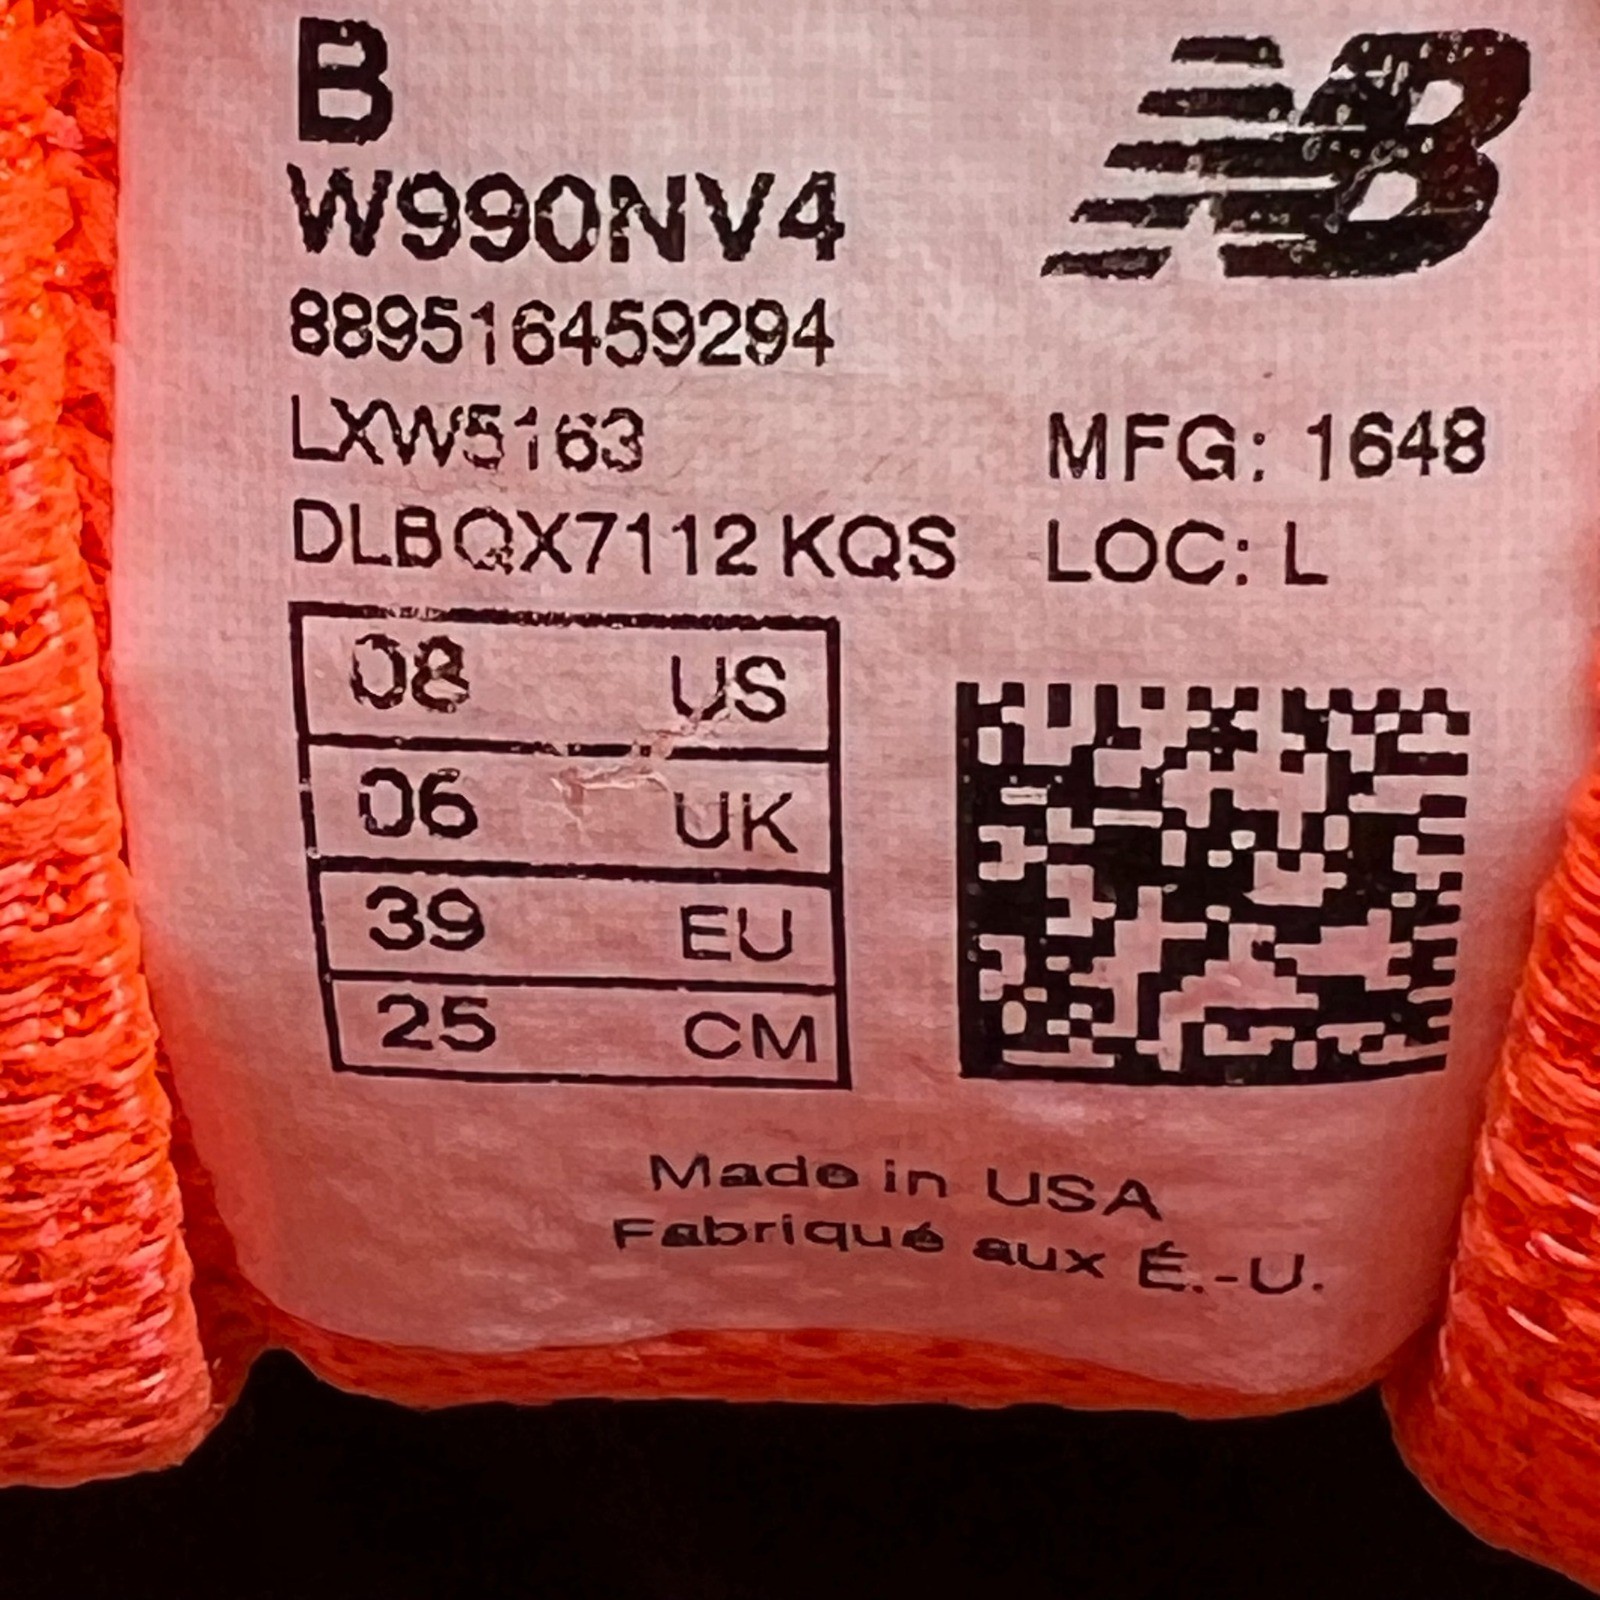 B
NB
W990NV4
889516459294
LXW5163
MFG: 1648
DLBQX7112 KQS
LOC: L
08 US
06 UK
39 EU
25 CM
Made in USA
Fabriqué aux É.-U.